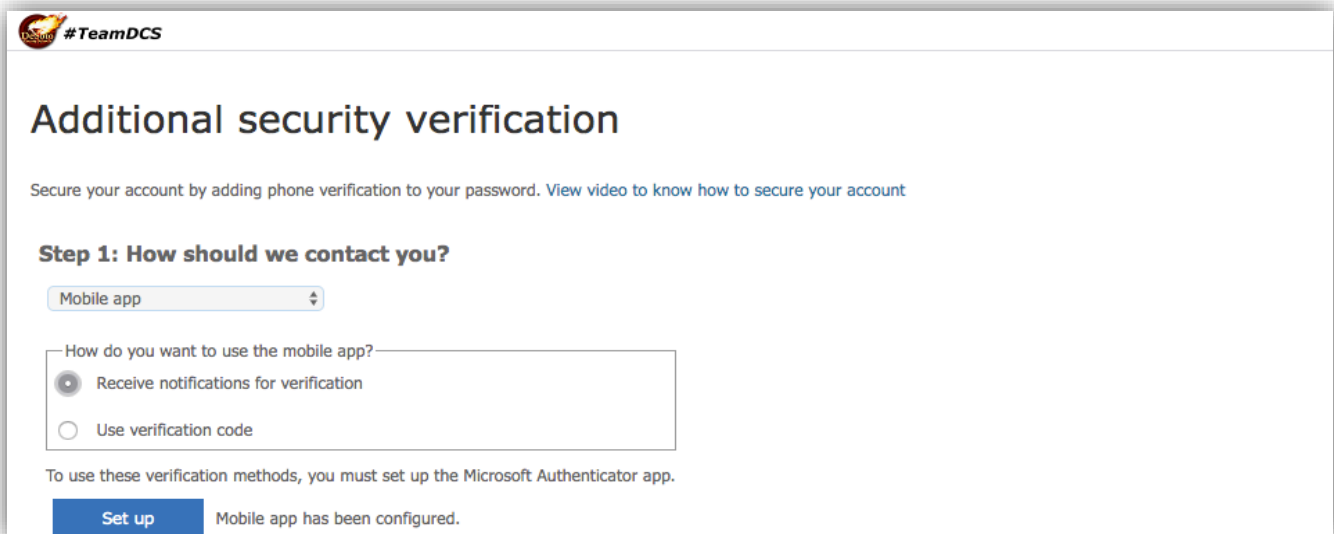 DeSoto
#TeamDCS
Additional security verification
Secure your account by adding phone verification to your password. View video to know how to secure your account
Step 1: How should we contact you?
Mobile app
How do you want to use the mobile app?
Receive notifications for verification
Use verification code
To use these verification methods, you must set up the Microsoft Authenticator app.
Set up Mobile app has been configured.